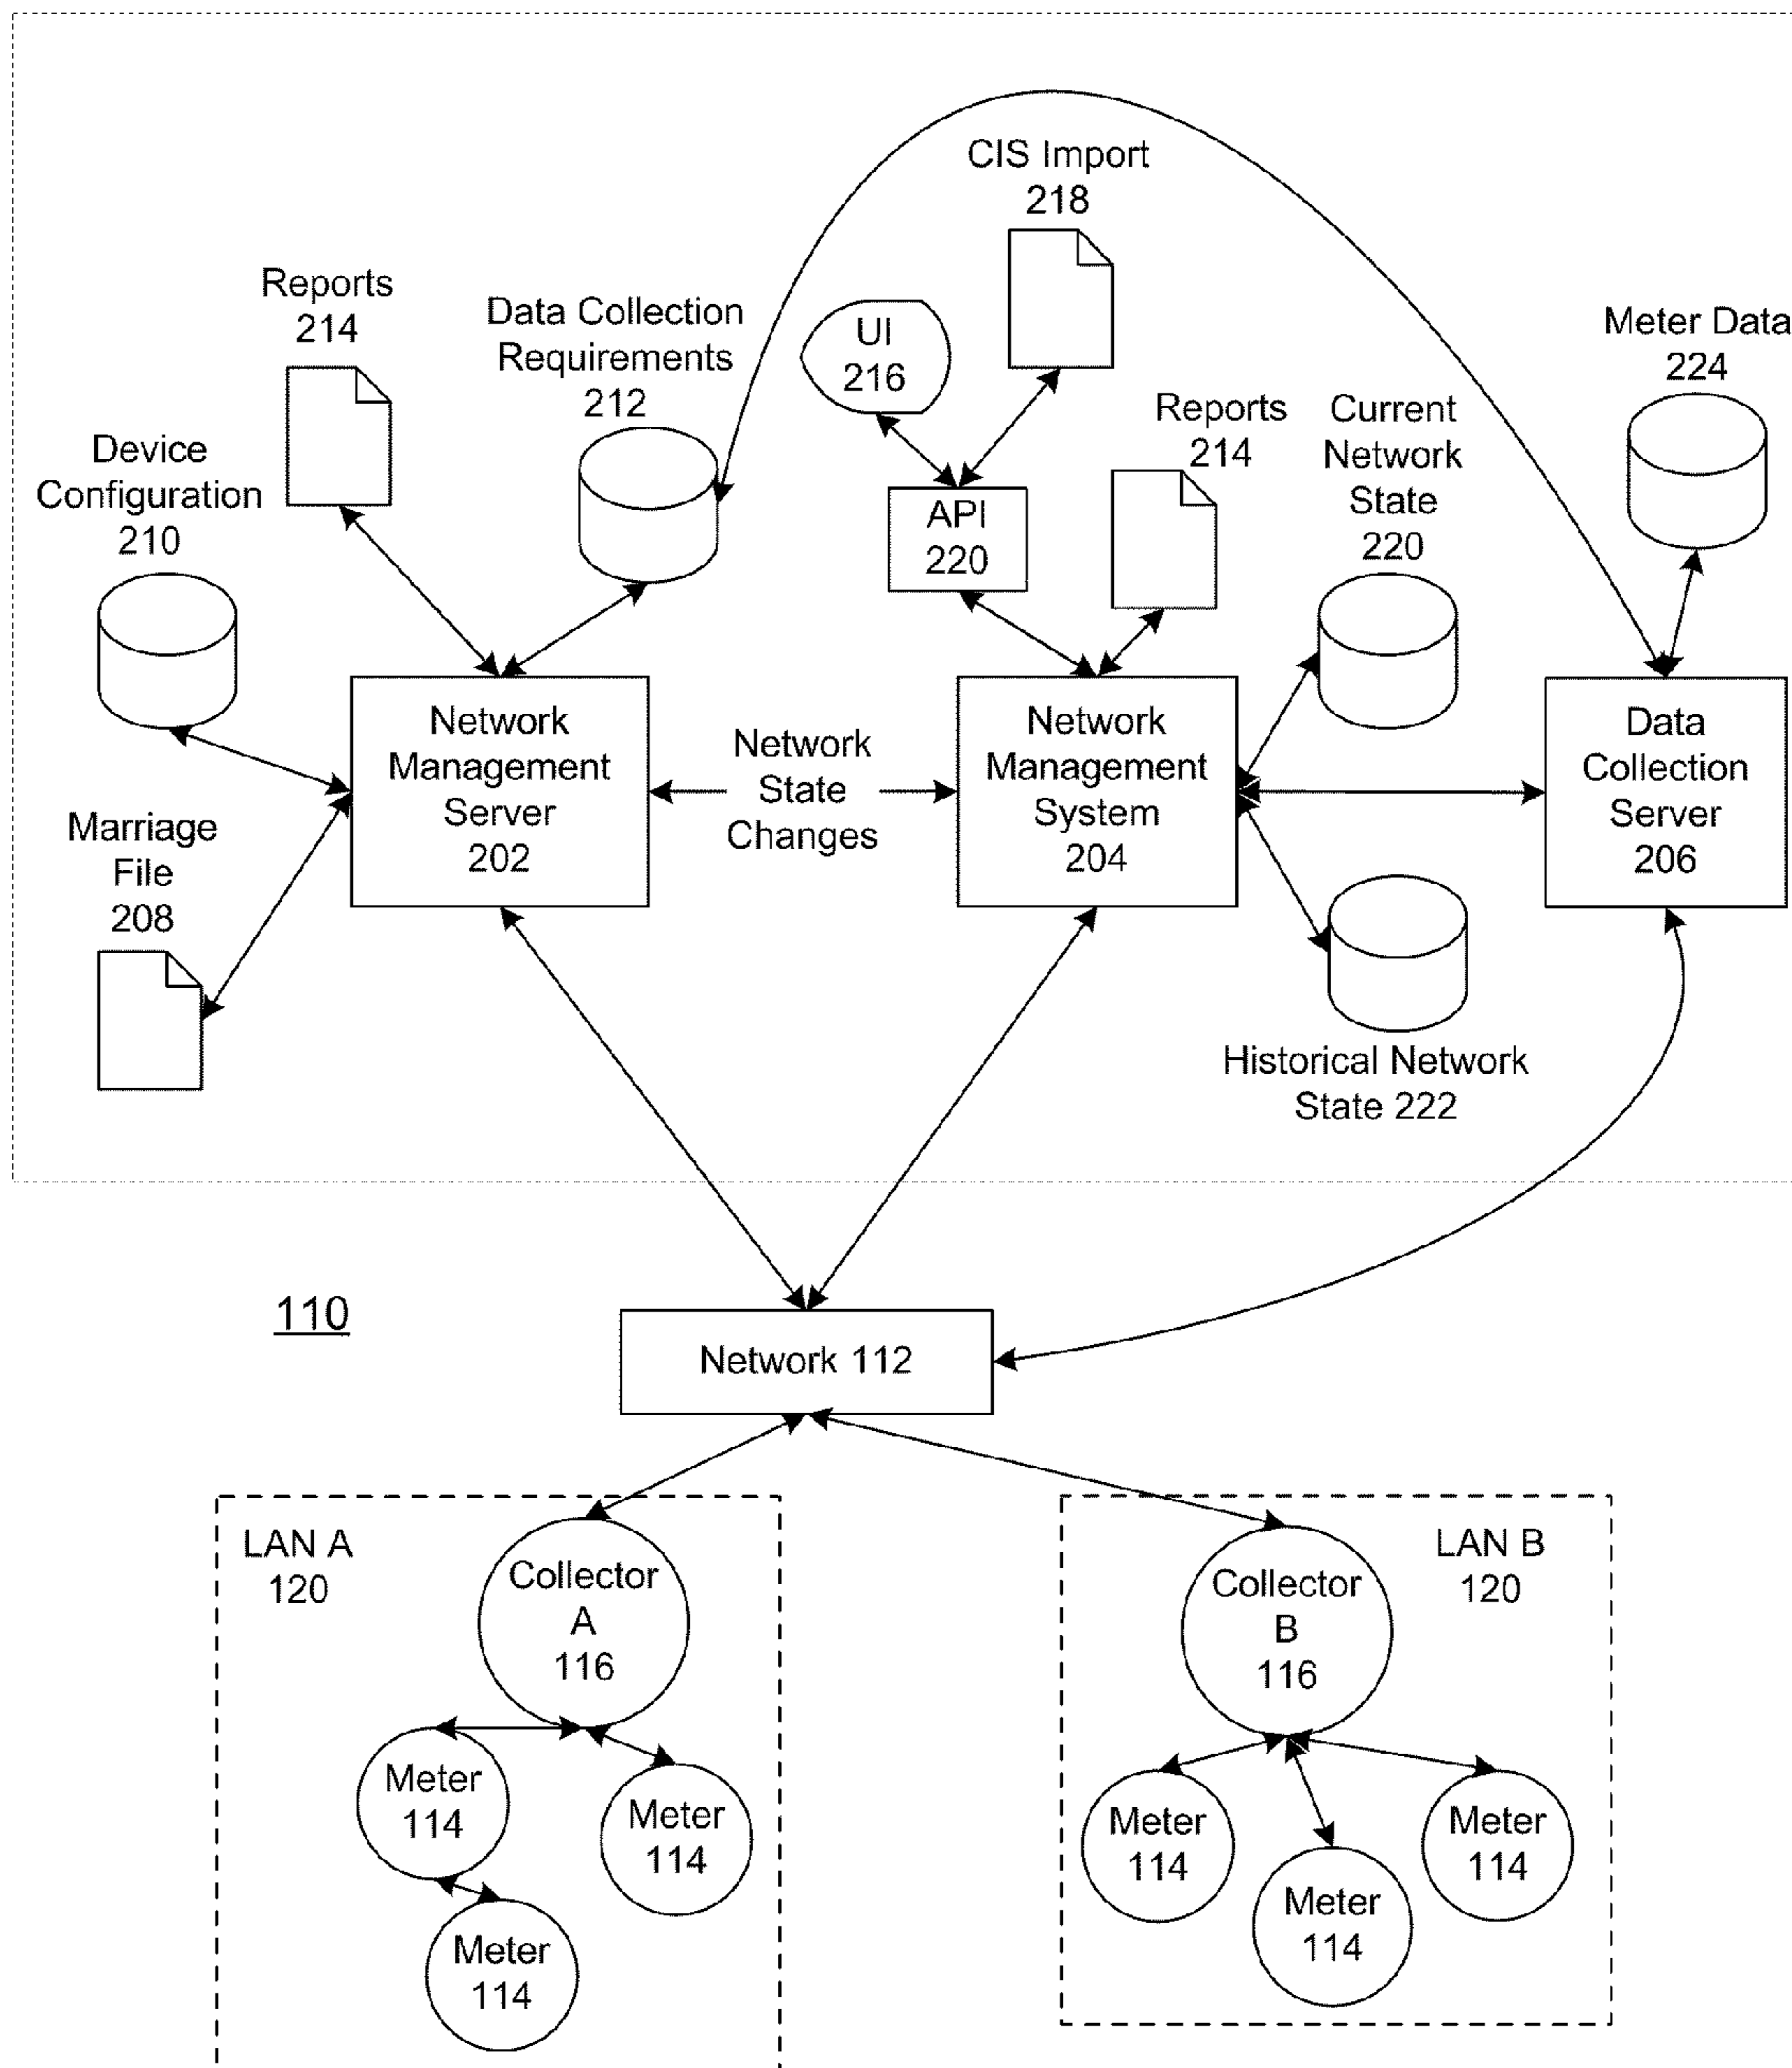 CIS Import
218
Reports
214
Data Collection
Requirements
212
UI
216
Meter Data
224
Device
Configuration
210
Reports
214
Current
Network
State
220
API
220
Network
Management
Server
202
Network
State
Changes
Network
Management
System
204
Data
Collection
Server
206
Marriage
File
208
Historical Network
State 222
110
Network 112
LAN A
120
Collector
A
116
LAN B
120
Collector
B
116
Meter
114
Meter
114
Meter
114
Meter
114
Meter
114
Meter
114